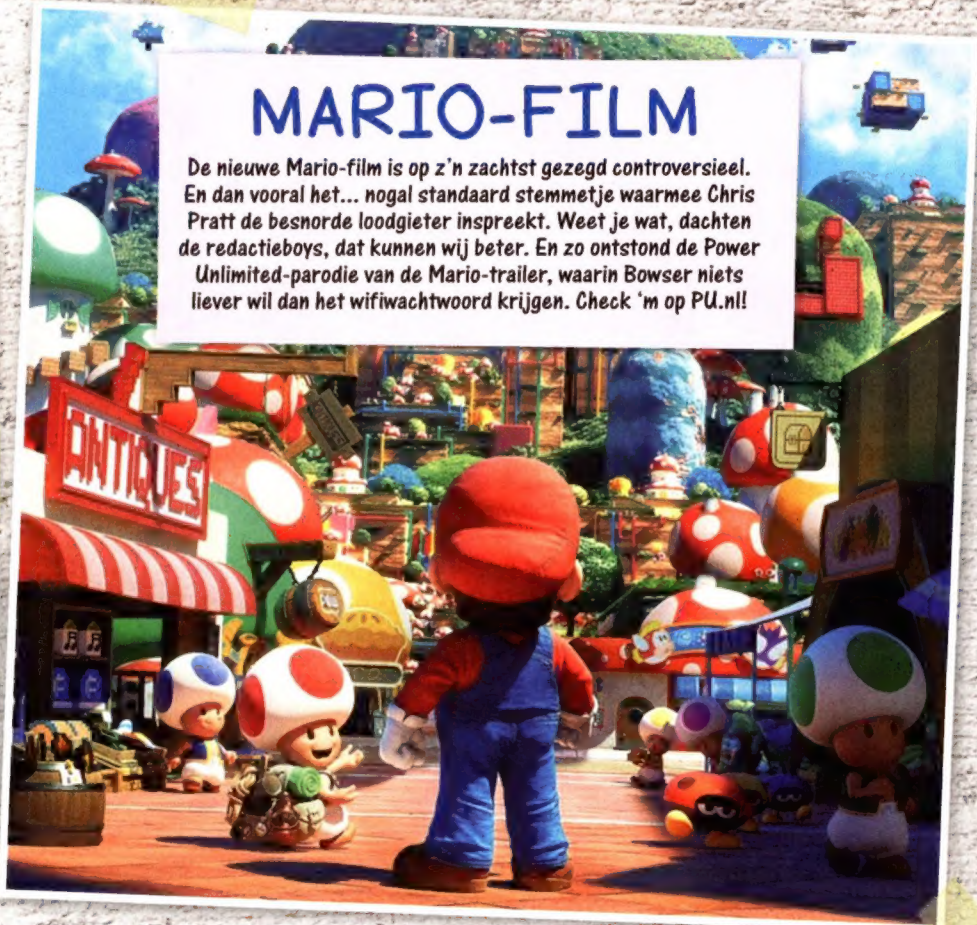 MARIO-FILM
De nieuwe Mario-film is op z'n zachtst gezegd controversieel.
En dan vooral het... nogal standaard stemmetje waarmee Chris
Pratt de besnorde loodgieter inspreekt. Weet je wat, dachten
de redactieboys, dat kunnen wij beter. En zo ontstond de Power
Unlimited-parodie van de Mario-trailer, waarin Bowser niets
liever wil dan het wifiwachtwoord krijgen. Check 'm op PU.nl!
ANTIQUES